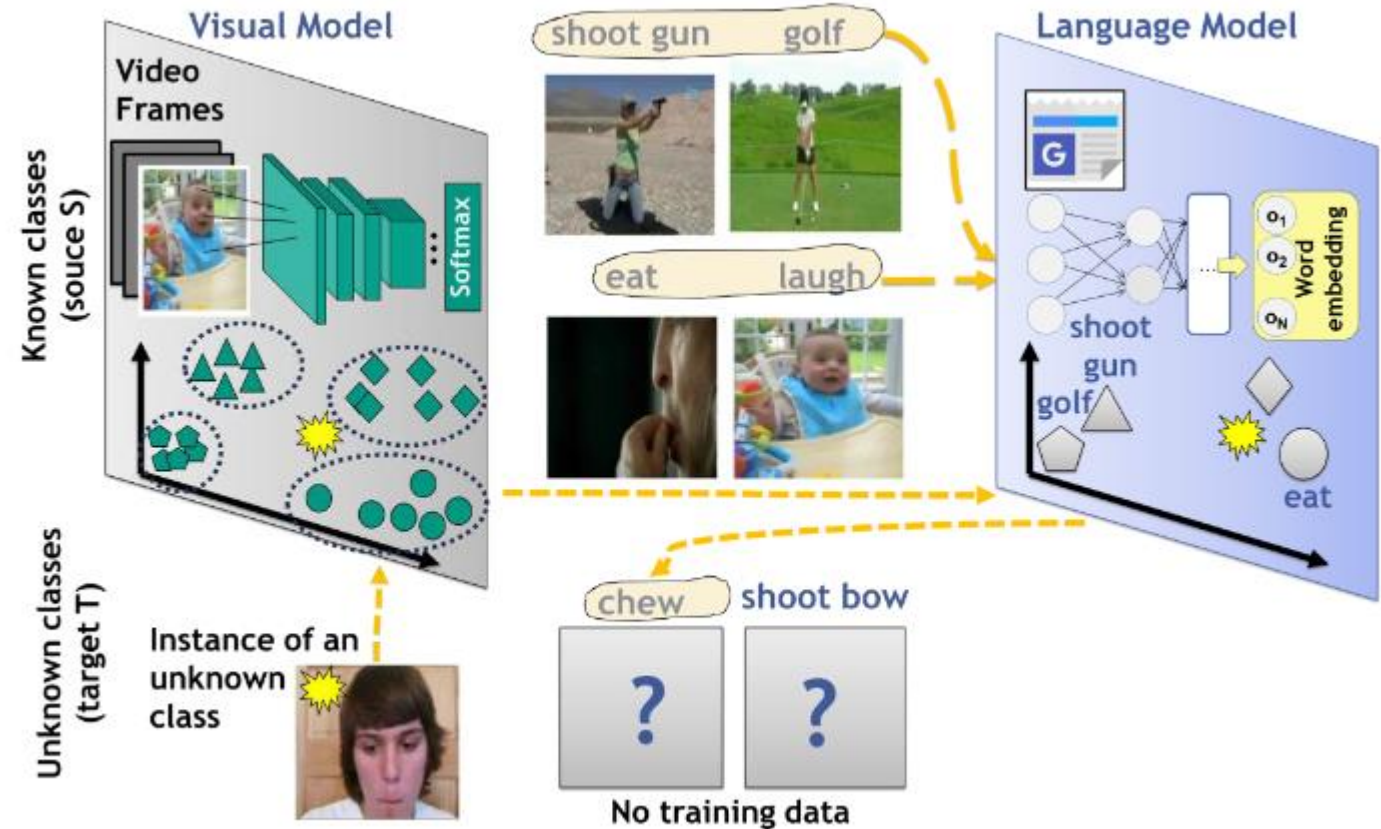 Visual Model
Video
Frames
Softmax
Known classes
(souce S)
shoot gun golf
eat laugh
Language Model
G
o1
o2
oN
Word
embedding
shoot
gun
golf
eat
Unknown classes
(target T)
Instance of an
unknown
class
chew shoot bow
? ?
No training data